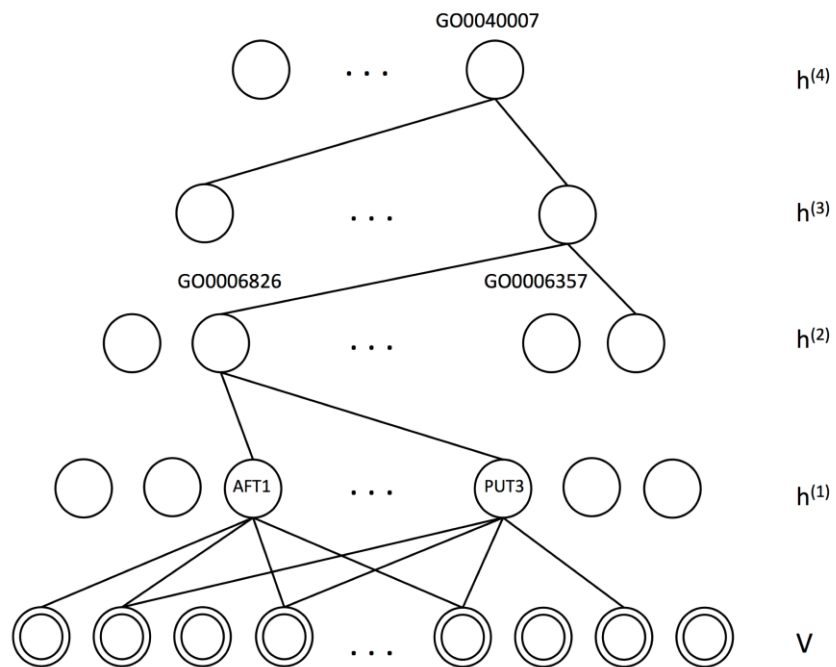 GO0040007
. . .
h(4)
. . .
h(3)
GO0006826 GO0006357
. . .
h(2)
AFT1 . . . PUT3
h(1)
. . .
V